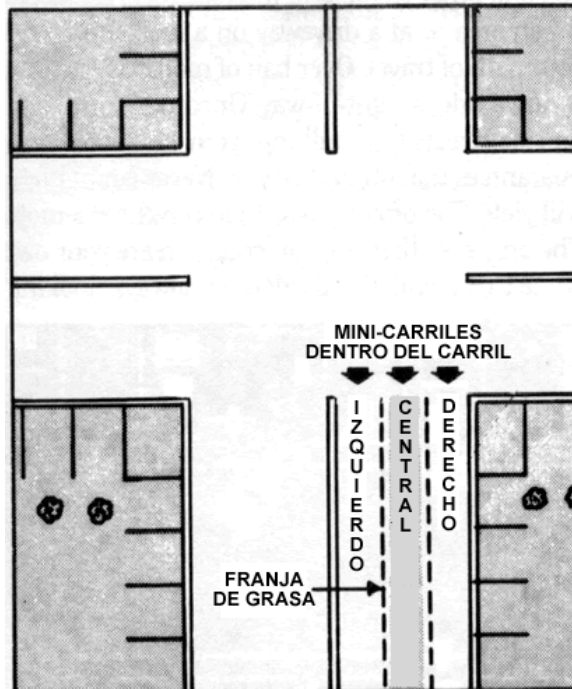 MINI-CARRILES
DENTRO DEL CARRIL
IZQUIERDO
CENTRAL
DERECHO
FRANJA
DE GRASA